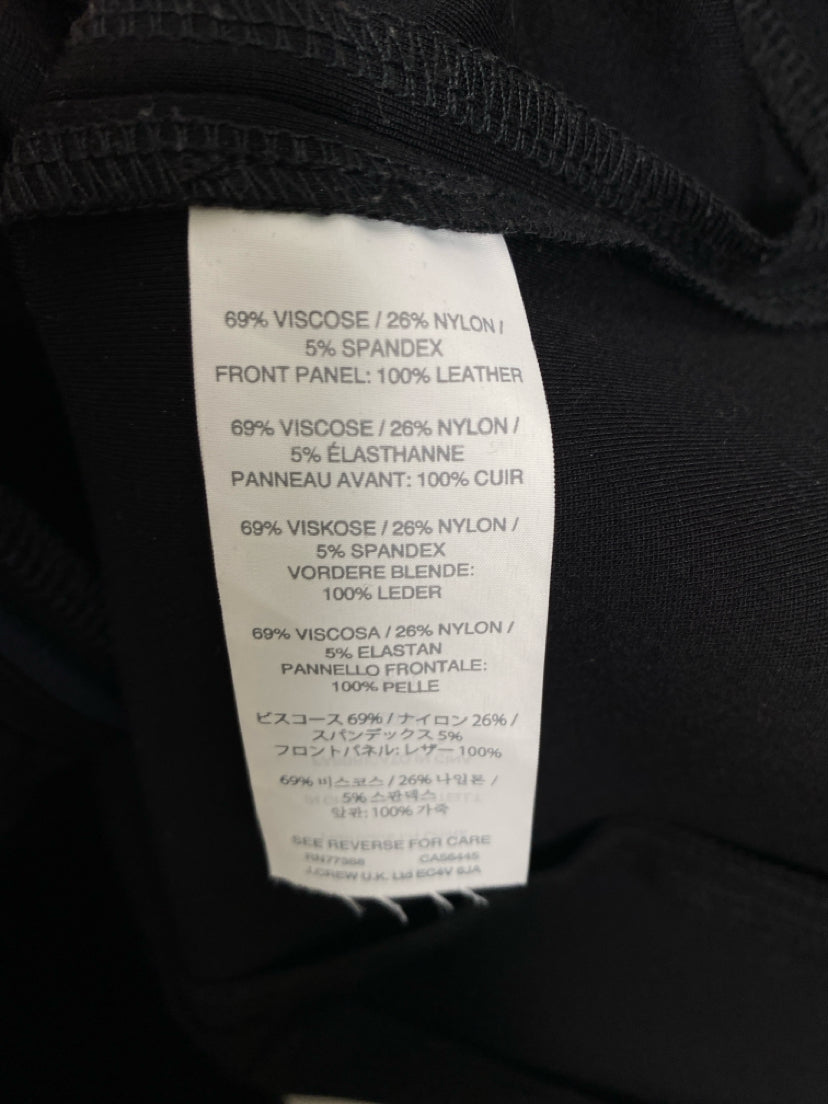 69% VISCOSE / 26% NYLON /
5% SPANDEX
FRONT PANEL: 100% LEATHER
69% VISCOSE / 26% NYLON /
5% ÉLASTHANNE
PANNEAU AVANT: 100% CUIR
69% VISKOSE / 26% NYLON /
5% SPANDEX
VORDERE BLENDE:
100% LEDER
69% VISCOSA / 26% NYLON /
5% ELASTAN
PANNELLO FRONTALE:
100% PELLE
ビスコース 69% / ナイロン 26% /
スパンデックス 5%
フロントパネル: レザー 100%
69% 비스코스 / 26% 나일론 /
5% 스판덱스
앞판: 100% 가죽
SEE REVERSE FOR CARE
RN77388 CA56445
J.CREW U.K. Ltd EC4V 6JA